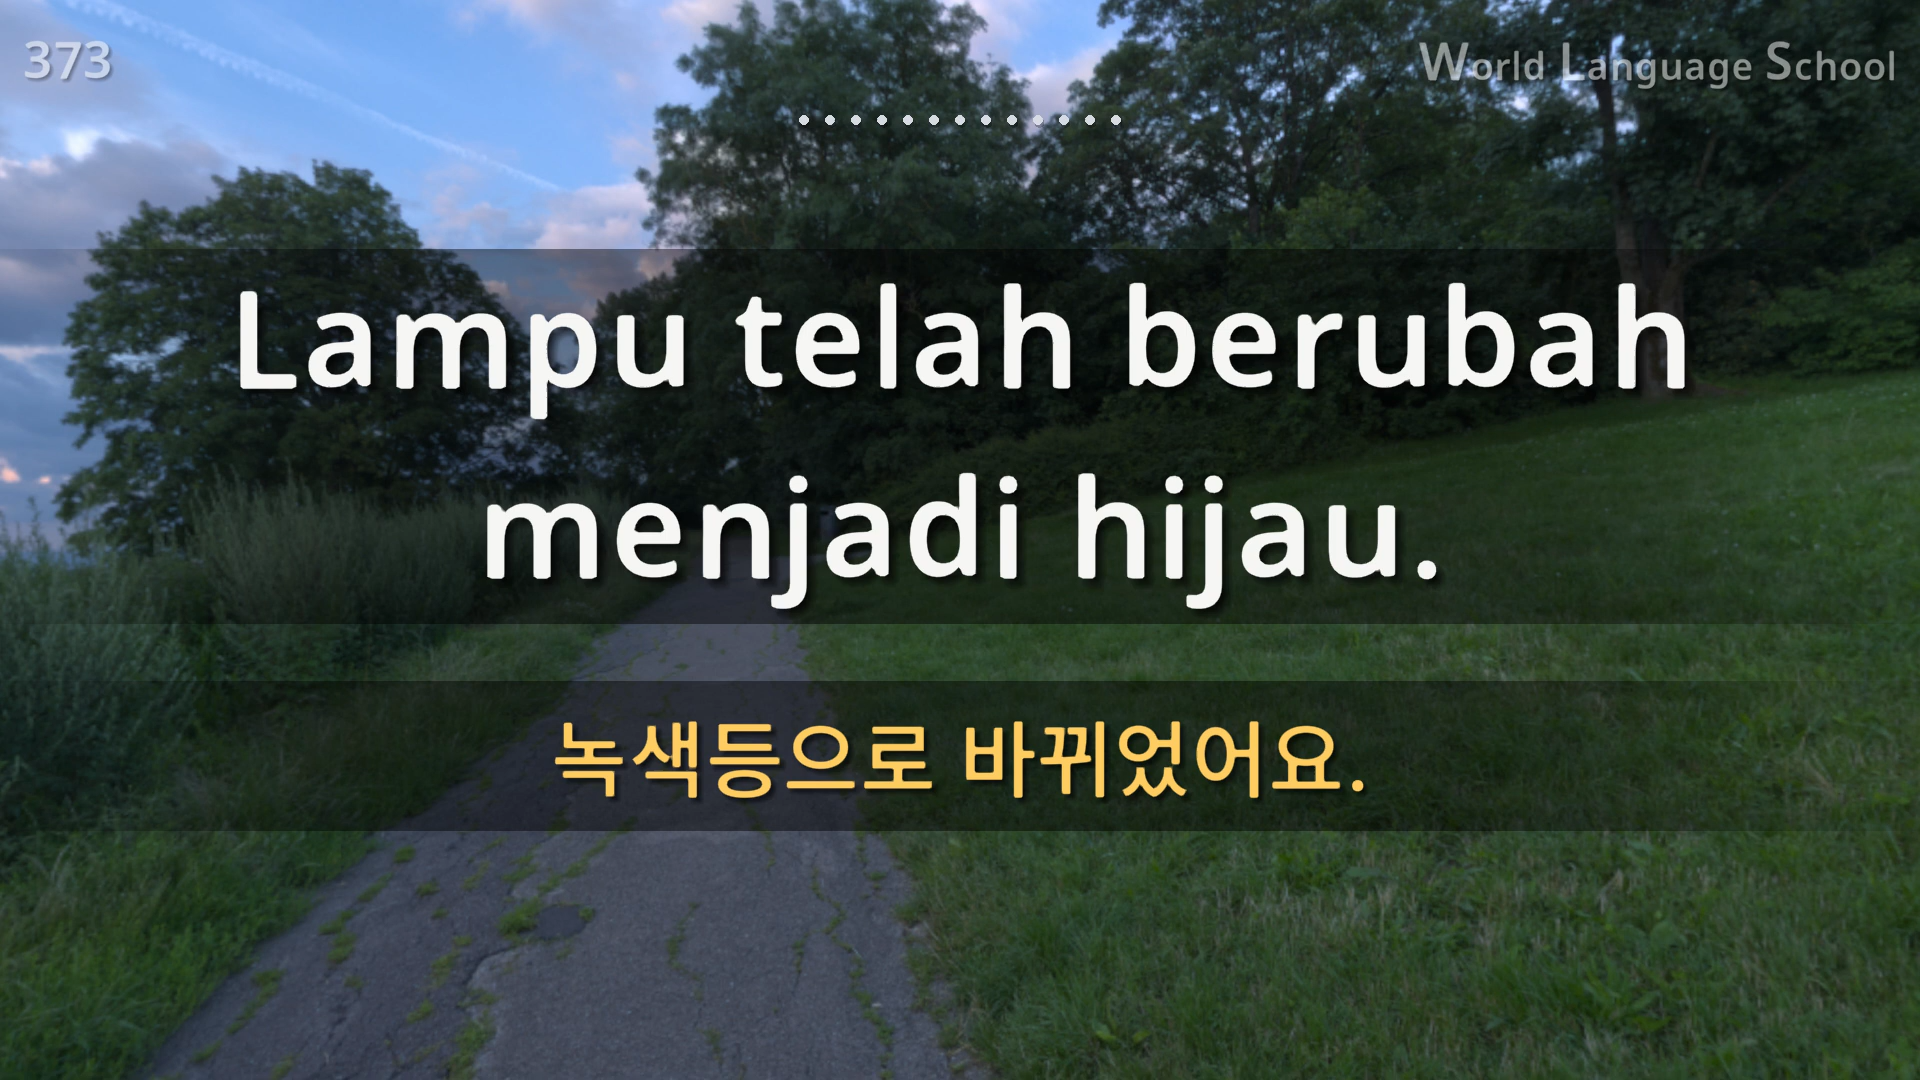 373
World Language School
Lampu telah berubah
menjadi hijau.
녹색등으로 바뀌었어요.